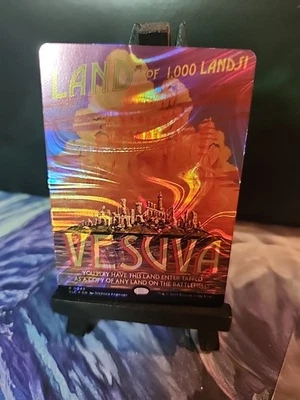 LAND OF 1,000 LANDS!
VESUVA
YOU MAY HAVE THIS LAND ENTER TAPPED
AS A COPY OF ANY LAND ON THE BATTLEFIELD.